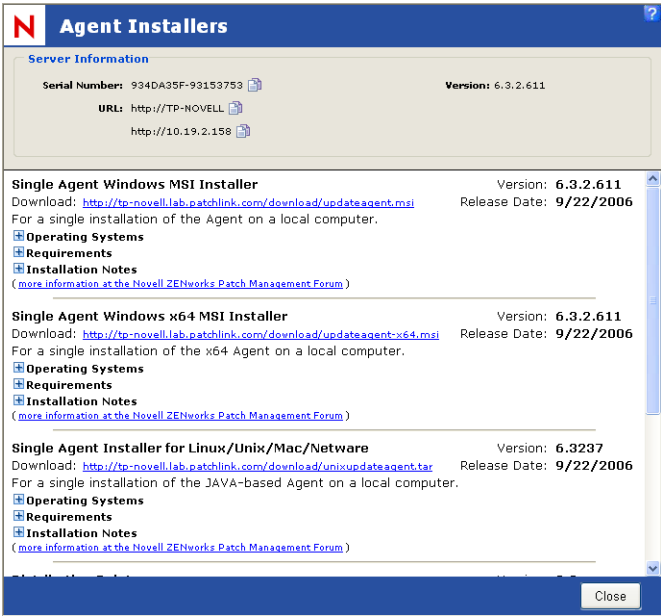 N Agent Installers ?
Server Information
Serial Number: 934DA35F-93153753 Version: 6.3.2.611
URL: http://TP-NOVELL
http://10.19.2.158
Single Agent Windows MSI Installer Version: 6.3.2.611
Download: http://tp-novell.lab.patchlink.com/download/updateagent.msi Release Date: 9/22/2006
For a single installation of the Agent on a local computer.
Operating Systems
Requirements
Installation Notes
( more information at the Novell ZENworks Patch Management Forum )
Single Agent Windows x64 MSI Installer Version: 6.3.2.611
Download: http://tp-novell.lab.patchlink.com/download/updateagent-x64.msi Release Date: 9/22/2006
For a single installation of the x64 Agent on a local computer.
Operating Systems
Requirements
Installation Notes
( more information at the Novell ZENworks Patch Management Forum )
Single Agent Installer for Linux/Unix/Mac/Netware Version: 6.3237
Download: http://tp-novell.lab.patchlink.com/download/unixupdateagent.tar Release Date: 9/22/2006
For a single installation of the JAVA-based Agent on a local computer.
Operating Systems
Requirements
Installation Notes
( more information at the Novell ZENworks Patch Management Forum )
Close